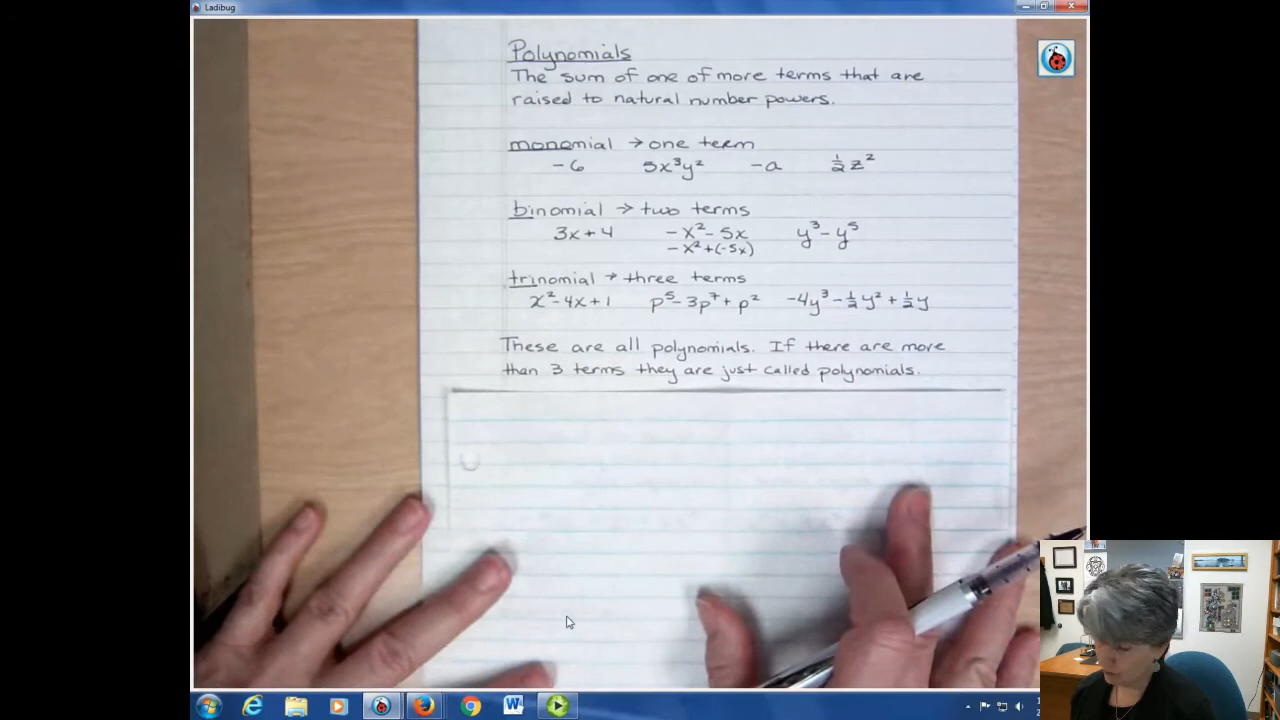 Ladibug
Polynomials
The sum of one of more terms that are
raised to natural number powers.
monomial → one term
-6 5x³y² -a ½z²
binomial → two terms
3x+4 -x²-5x y³-y⁵
-x²+(-5x)
trinomial → three terms
x²-4x+1 p⁵-3p⁷+p² -4y³-½y²+½y
These are all polynomials. If there are more
than 3 terms they are just called polynomials.